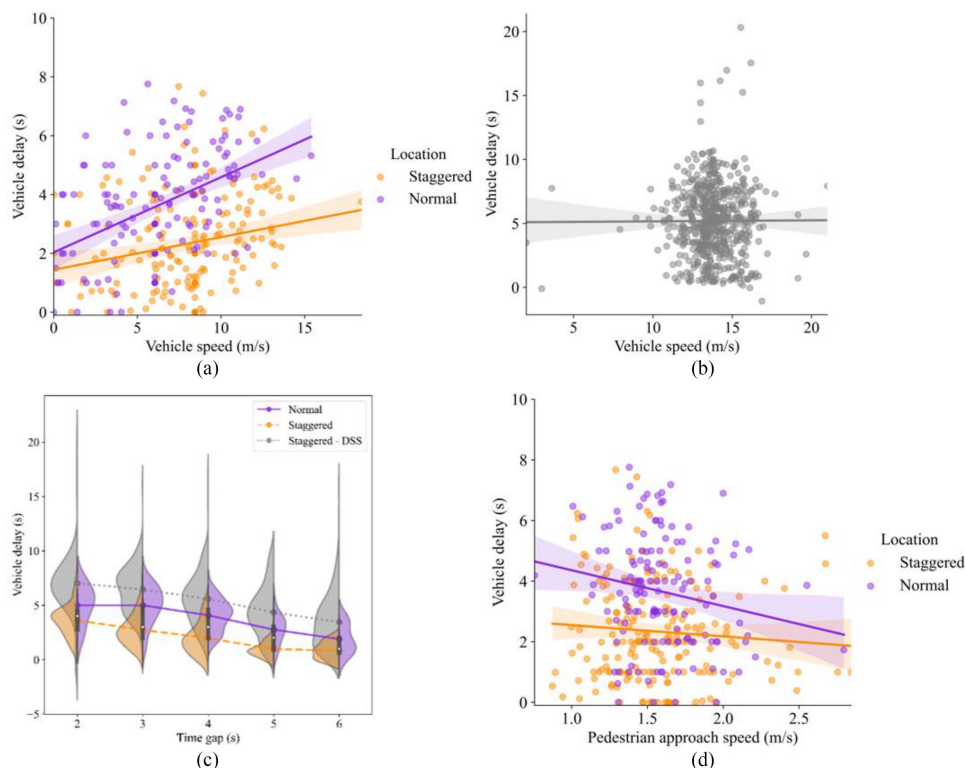 10
8
6
4
2
0
Vehicle delay (s)
0
5
10
15
Vehicle speed (m/s)
Location
Staggered
Normal
(a)
20
15
10
5
0
Vehicle delay (s)
5
10
15
20
Vehicle speed (m/s)
(b)
Normal
Staggered
Staggered - DSS
20
15
10
5
0
−5
Vehicle delay (s)
2
3
4
5
6
Time gap (s)
(c)
10
8
6
4
2
0
Vehicle delay (s)
1.0
1.5
2.0
2.5
Pedestrian approach speed (m/s)
Location
Staggered
Normal
(d)